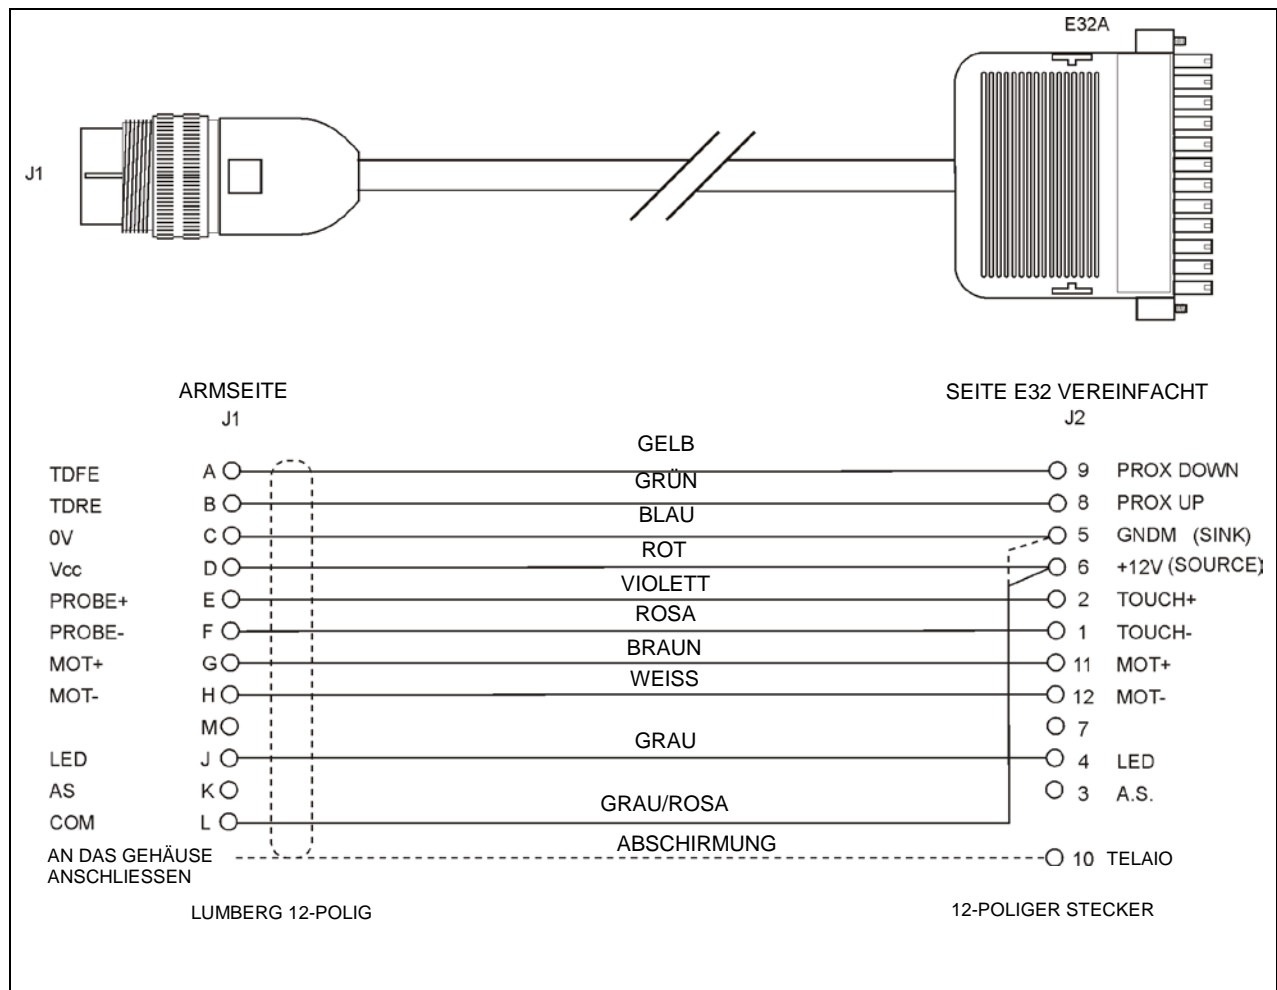 E32A
J1
ARMSEITE
SEITE E32 VEREINFACHT
J1
J2
TDFE A GELB 9 PROX DOWN
TDRE B GRÜN 8 PROX UP
0V C BLAU 5 GNDM (SINK)
Vcc D ROT 6 +12V (SOURCE)
PROBE+ E VIOLETT 2 TOUCH+
PROBE- F ROSA 1 TOUCH-
MOT+ G BRAUN 11 MOT+
MOT- H WEISS 12 MOT-
M 7
LED J GRAU 4 LED
AS K 3 A.S.
COM L GRAU/ROSA
AN DAS GEHÄUSE ABSCHIRMUNG 10 TELAIO
ANSCHLIESSEN
LUMBERG 12-POLIG
12-POLIGER STECKER